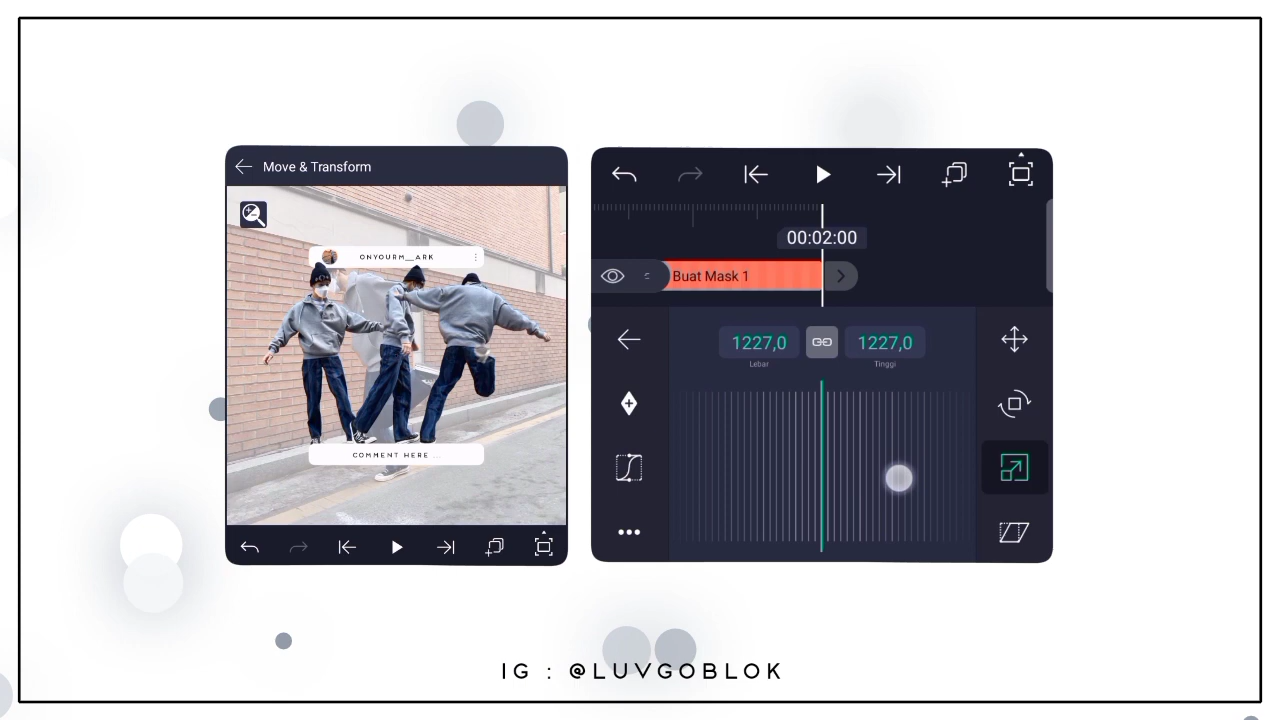 Move & Transform
ONYOURM__ARK
COMMENT HERE ...
00:02:00
Buat Mask 1
1227,0
1227,0
Lebar
Tinggi
IG : @LUVGOBLOK